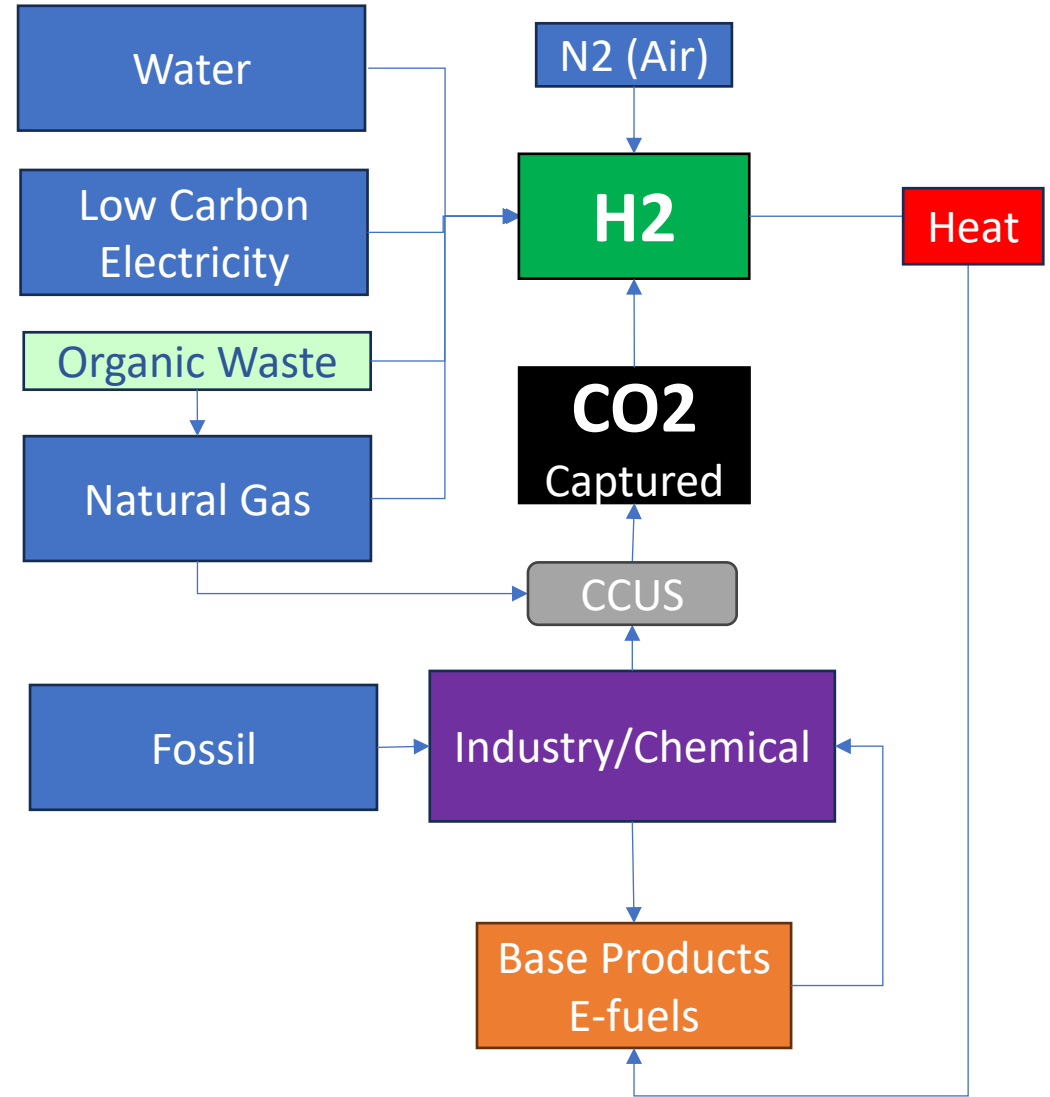 Water
N2 (Air)
Low Carbon
Electricity
H2
Heat
Organic Waste
CO2
Captured
Natural Gas
CCUS
Fossil
Industry/Chemical
Base Products
E-fuels